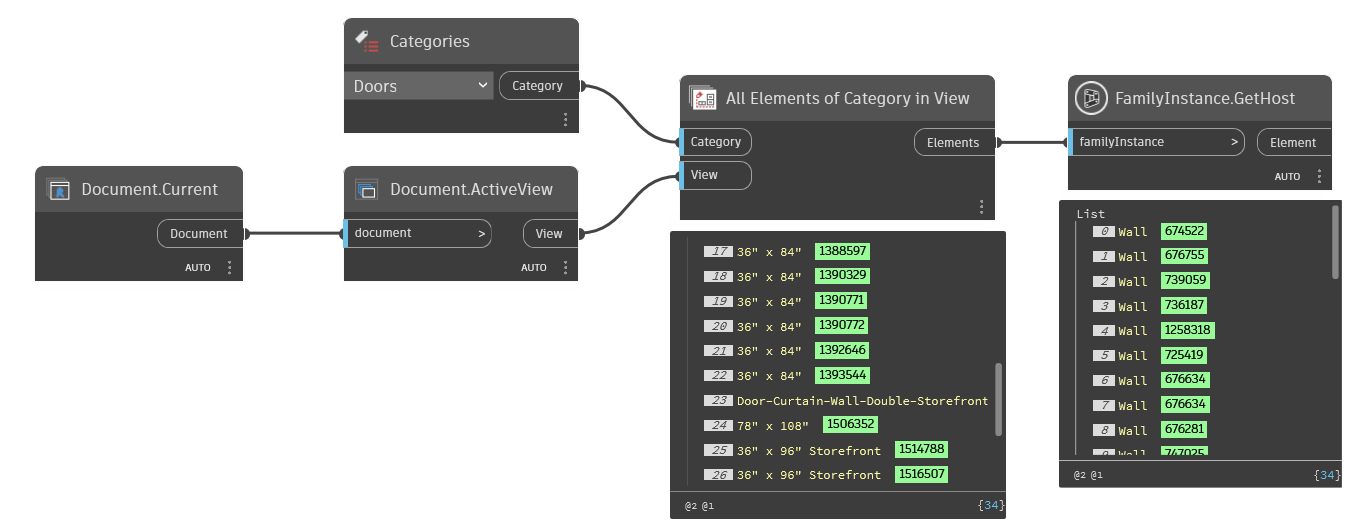 Categories
Doors
Category
Document.Current
Document
AUTO
Document.ActiveView
document >
View
AUTO
All Elements of Category in View
Category
Elements
View
17 36" x 84" 1388597
18 36" x 84" 1390329
19 36" x 84" 1390771
20 36" x 84" 1390772
21 36" x 84" 1392646
22 36" x 84" 1393544
23 Door-Curtain-Wall-Double-Storefront
24 78" x 108" 1506352
25 36" x 96" Storefront 1514788
26 36" x 96" Storefront 1516507
@2 @1 {34}
FamilyInstance.GetHost
familyInstance >
Element
AUTO
List
0 Wall 674522
1 Wall 676755
2 Wall 739059
3 Wall 736187
4 Wall 1258318
5 Wall 725419
6 Wall 676634
7 Wall 676634
8 Wall 676281
9 Wall 747025
@2 @1 {34}